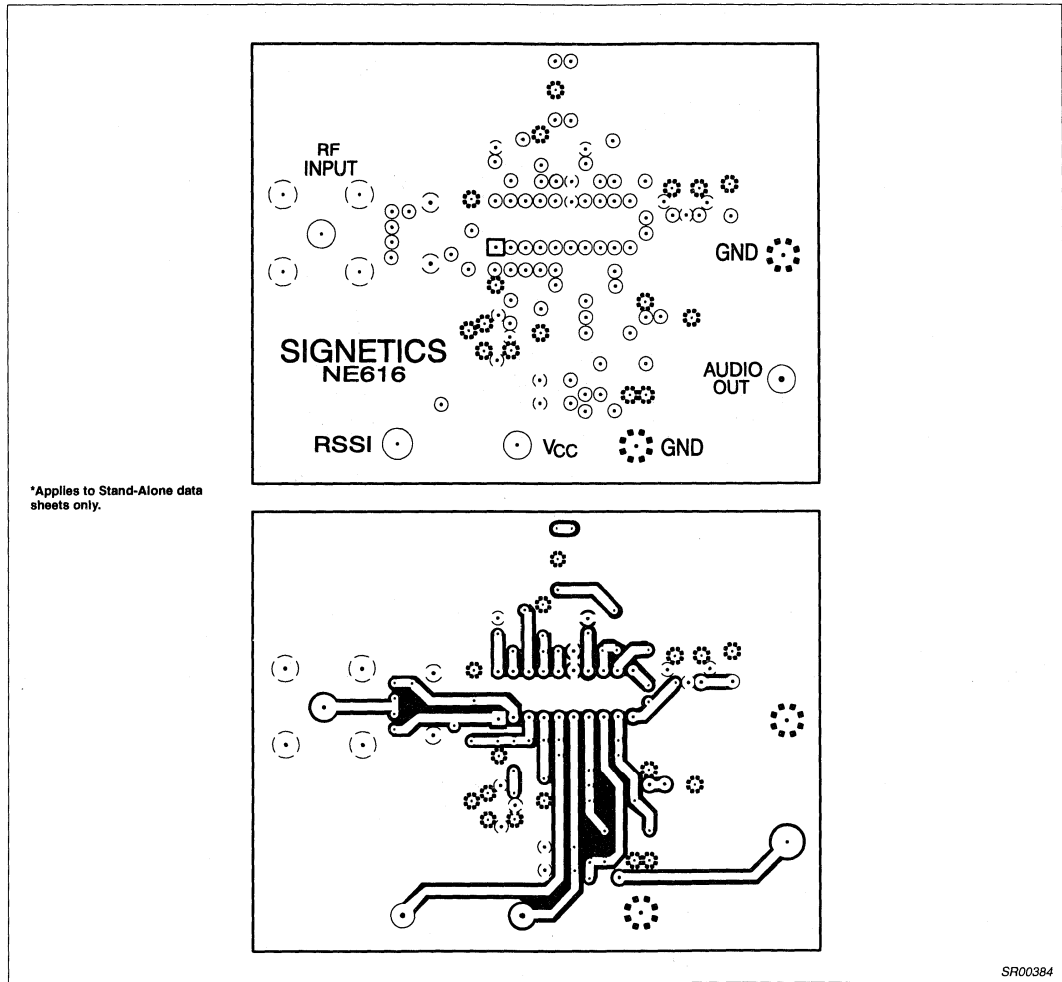 RF
INPUT
GND
SIGNETICS
NE616
AUDIO
OUT
RSSI
VCC
GND
*Applies to Stand-Alone data
sheets only.
SR00384